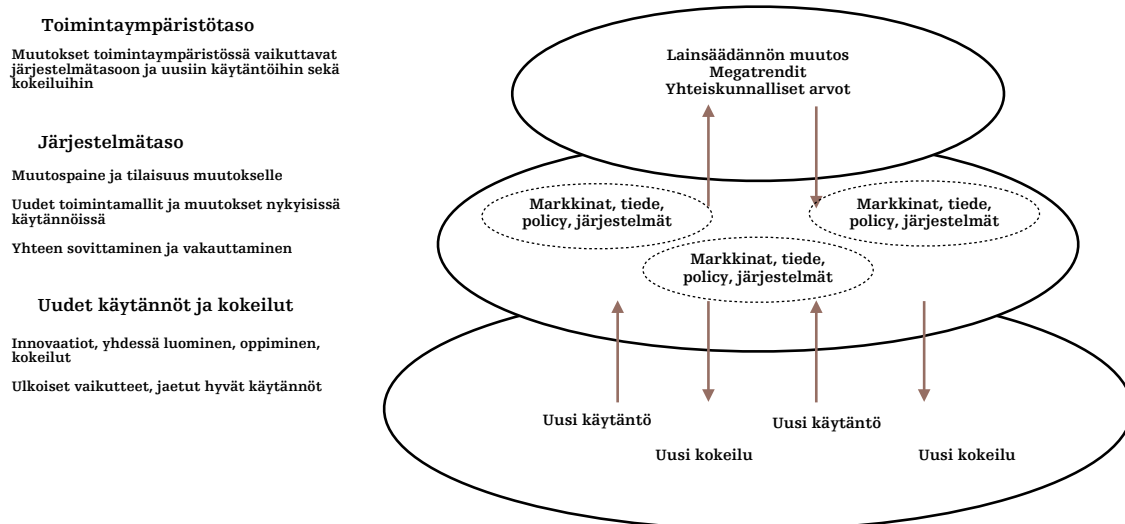 Toimintaympäristötaso
Muutokset toimintaympäristössä vaikuttavat
järjestelmätasoon ja uusiin käytäntöihin sekä
kokeiluihin
Järjestelmätaso
Muutospaine ja tilaisuus muutokselle
Uudet toimintamallit ja muutokset nykyisissä
käytännöissä
Yhteen sovittaminen ja vakauttaminen
Uudet käytännöt ja kokeilut
Innovaatiot, yhdessä luominen, oppiminen,
kokeilut
Ulkoiset vaikutteet, jaetut hyvät käytännöt
Lainsäädännön muutos
Megatrendit
Yhteiskunnalliset arvot
Markkinat, tiede,
policy, järjestelmät
Markkinat, tiede,
policy, järjestelmät
Markkinat, tiede,
policy, järjestelmät
Uusi käytäntö
Uusi kokeilu
Uusi käytäntö
Uusi kokeilu